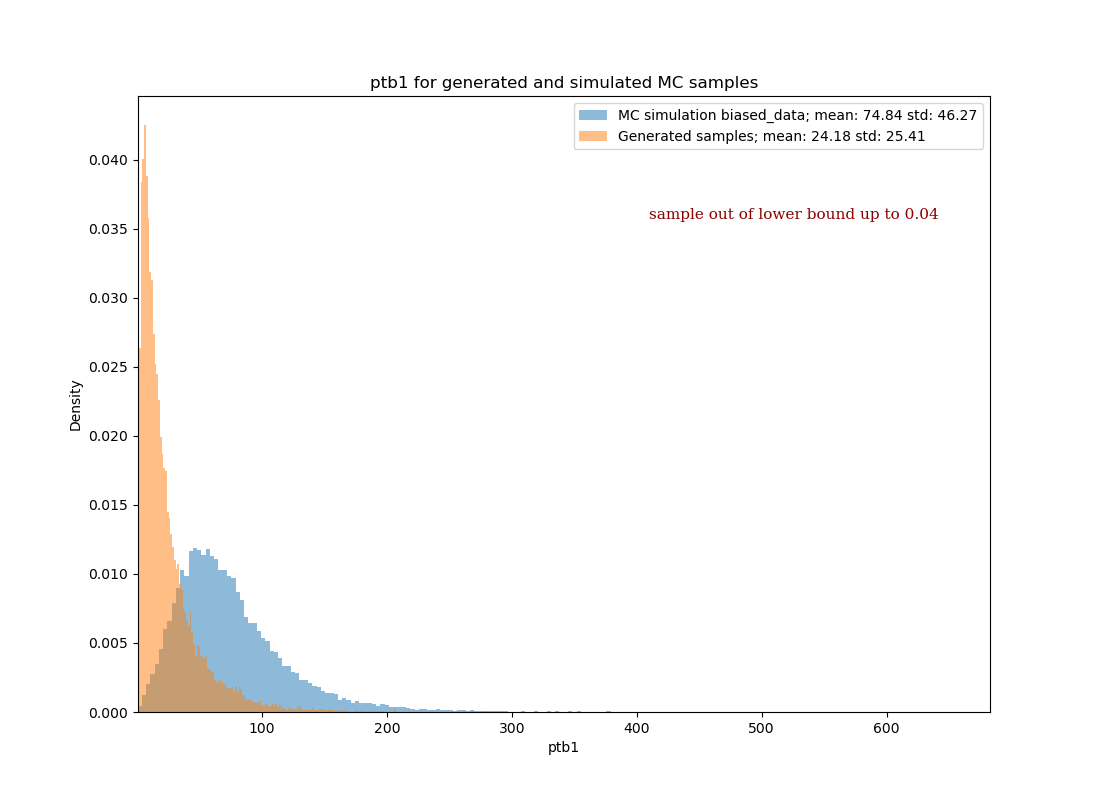 ptb1 for generated and simulated MC samples
MC simulation biased_data; mean: 74.84 std: 46.27
Generated samples; mean: 24.18 std: 25.41
sample out of lower bound up to 0.04
0.040
0.035
0.030
0.025
0.020
0.015
0.010
0.005
0.000
Density
100 200 300 400 500 600
ptb1